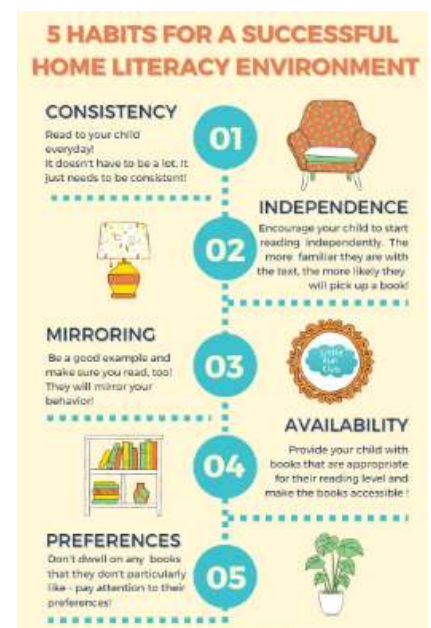 5 HABITS FOR A SUCCESSFUL
HOME LITERACY ENVIRONMENT
CONSISTENCY
Read to your child
everyday!
It doesn't have to be a lot, it
just needs to be consistent!
01
INDEPENDENCE
Encourage your child to start
reading independently. The
more familiar they are with
the text, the more likely they
will pick up a book!
02
MIRRORING
Be a good example and
make sure you read, too!
They will mirror your
behavior!
03
Little
Fun
Club
AVAILABILITY
Provide your child with
books that are appropriate
for their reading level and
make the books accessible !
04
PREFERENCES
Don't dwell on any books
that they don't particularly
like - pay attention to their
preferences!
05